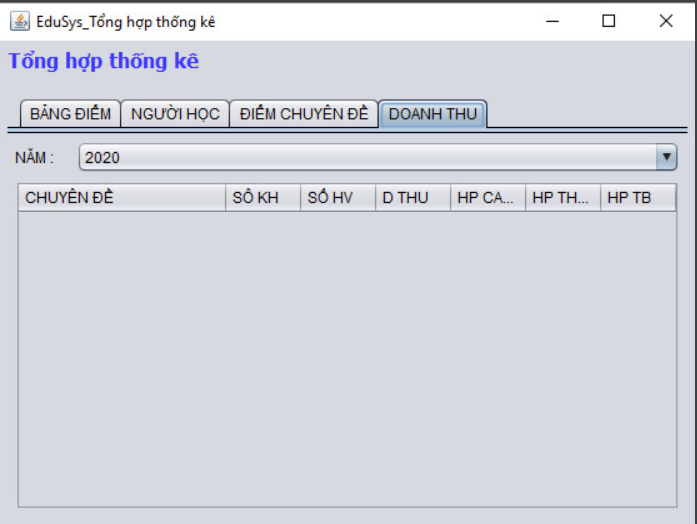 EduSys_Tổng hợp thống kê
Tổng hợp thống kê
BẢNG ĐIỂM NGƯỜI HỌC ĐIỂM CHUYÊN ĐỀ DOANH THU
NĂM : 2020
CHUYÊN ĐỀ SỐ KH SỐ HV D THU HP CA... HP TH... HP TB